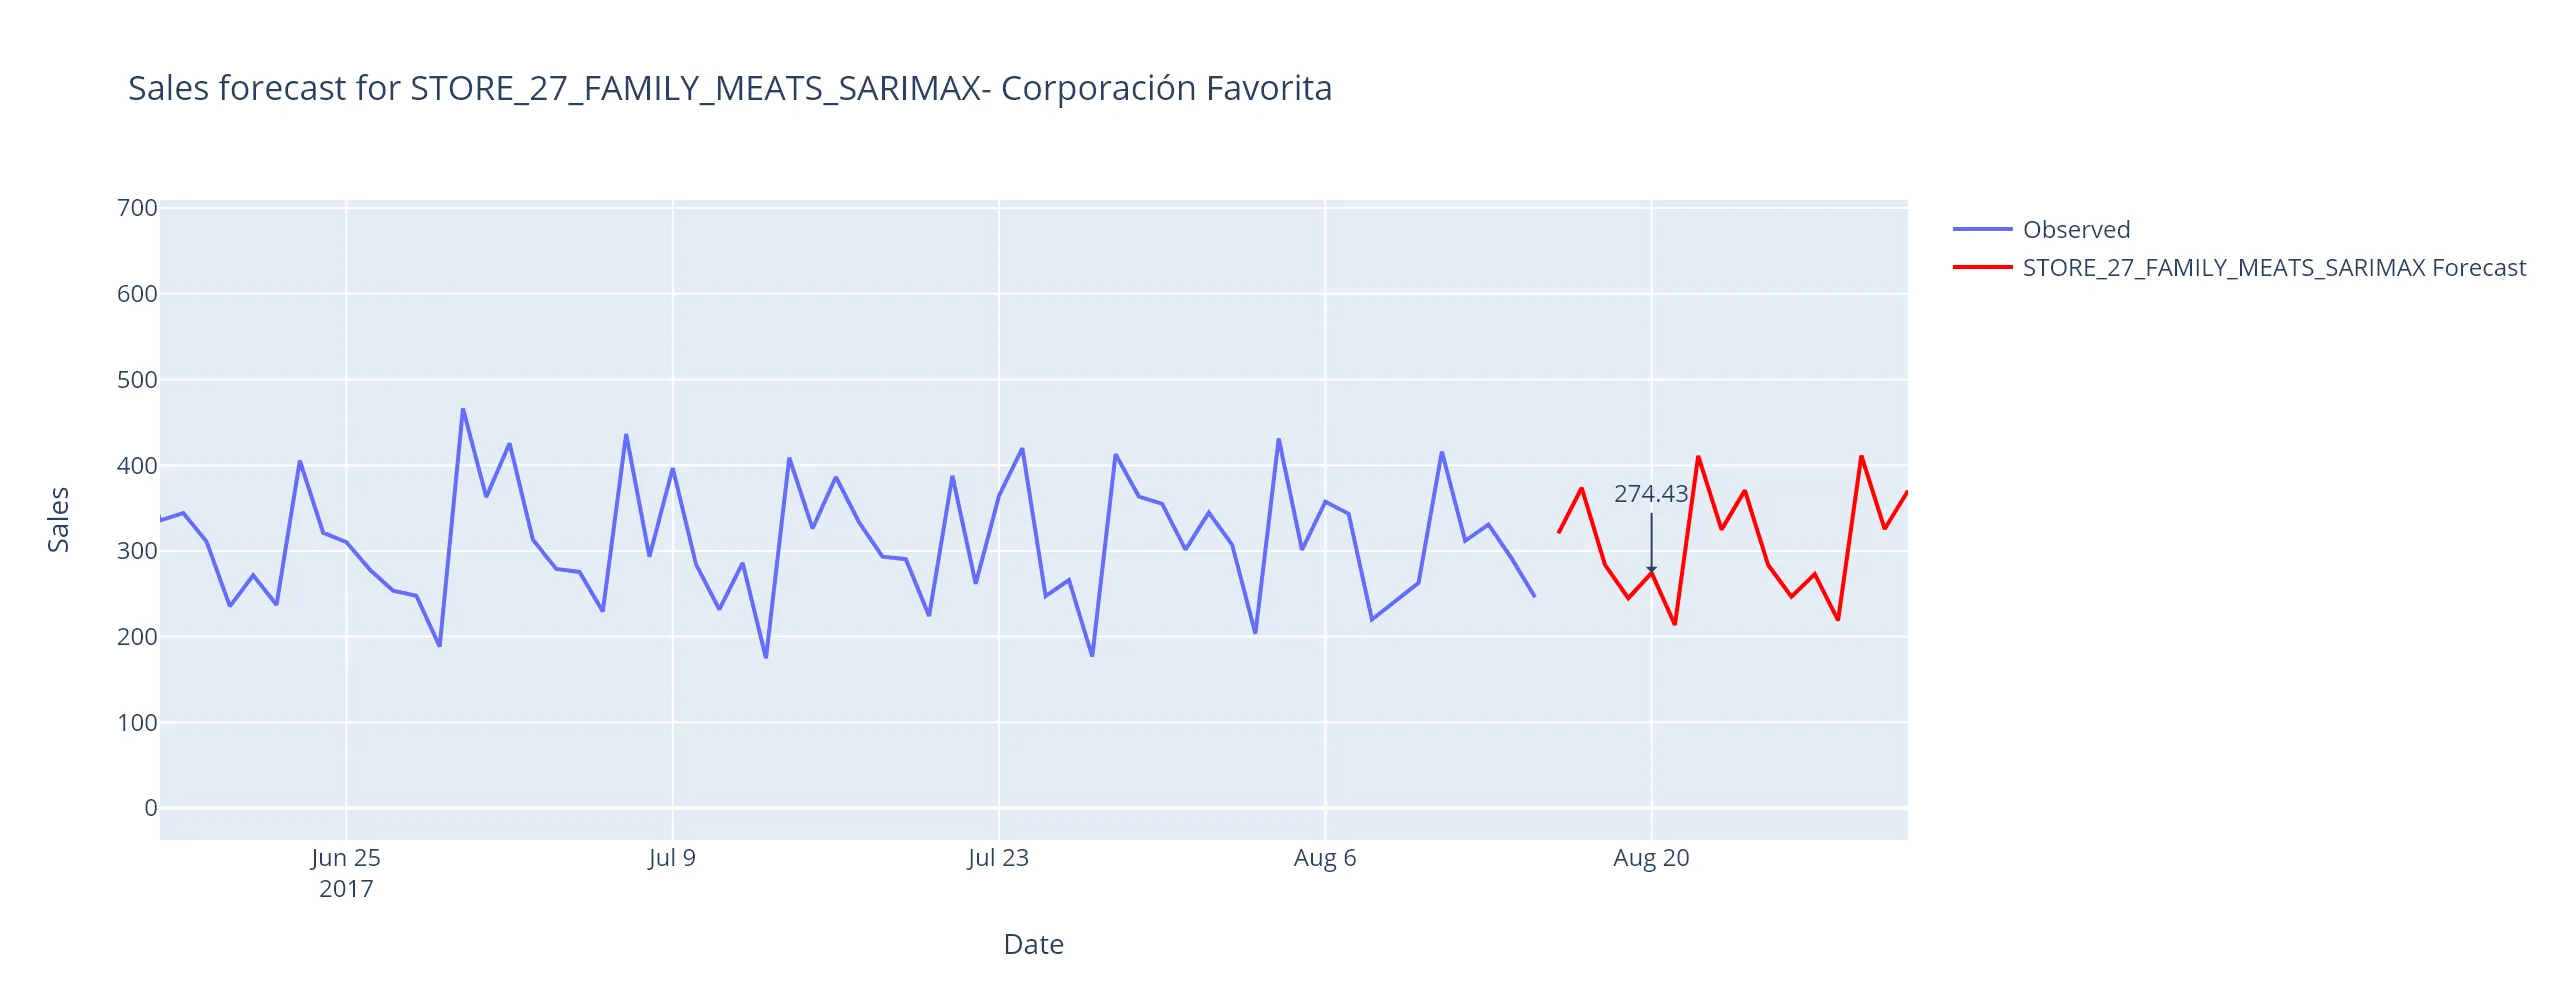 Sales forecast for STORE_27_FAMILY_MEATS_SARIMAX- Corporación Favorita
Observed
STORE_27_FAMILY_MEATS_SARIMAX Forecast
Sales
700
600
500
400
300
200
100
0
274.43
Jun 25
2017
Jul 9
Jul 23
Aug 6
Aug 20
Date